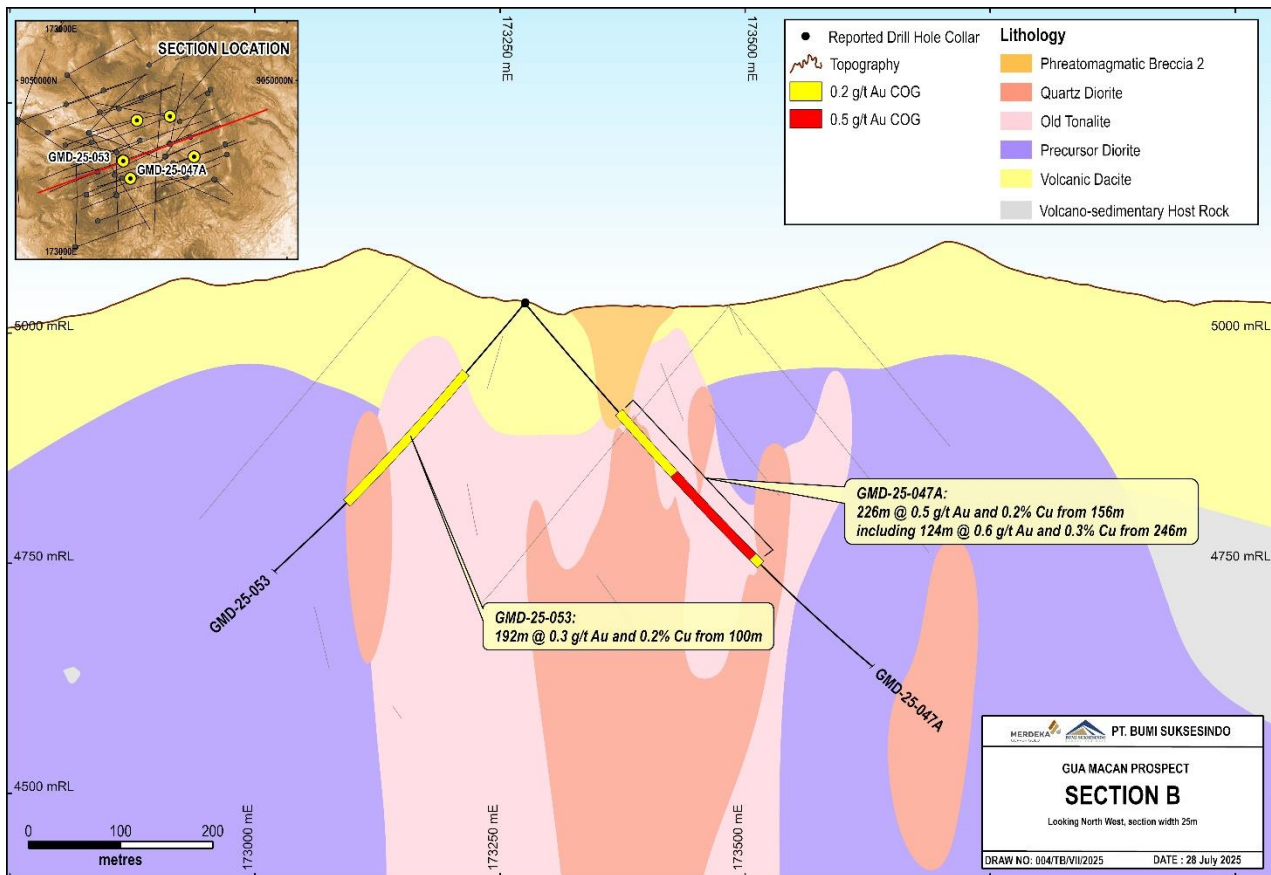 173000E
SECTION LOCATION
9050000N
9050000N
GMD-25-053
GMD-25-047A
173000E
173250 mE
173500 mE
Reported Drill Hole Collar
Topography
0.2 g/t Au COG
0.5 g/t Au COG
Lithology
Phreatomagmatic Breccia 2
Quartz Diorite
Old Tonalite
Precursor Diorite
Volcanic Dacite
Volcano-sedimentary Host Rock
5000 mRL
5000 mRL
GMD-25-047A:
226m @ 0.5 g/t Au and 0.2% Cu from 156m
including 124m @ 0.6 g/t Au and 0.3% Cu from 246m
4750 mRL
4750 mRL
GMD-25-053
GMD-25-053:
192m @ 0.3 g/t Au and 0.2% Cu from 100m
GMD-25-047A
4500 mRL
0 100 200
metres
173000 mE
173250 mE
173500 mE
MERDEKA
BUMI SUKSESINDO
PT. BUMI SUKSESINDO
GUA MACAN PROSPECT
SECTION B
Looking North West, section width 25m
DRAW NO: 004/TB/VII/2025
DATE : 28 July 2025